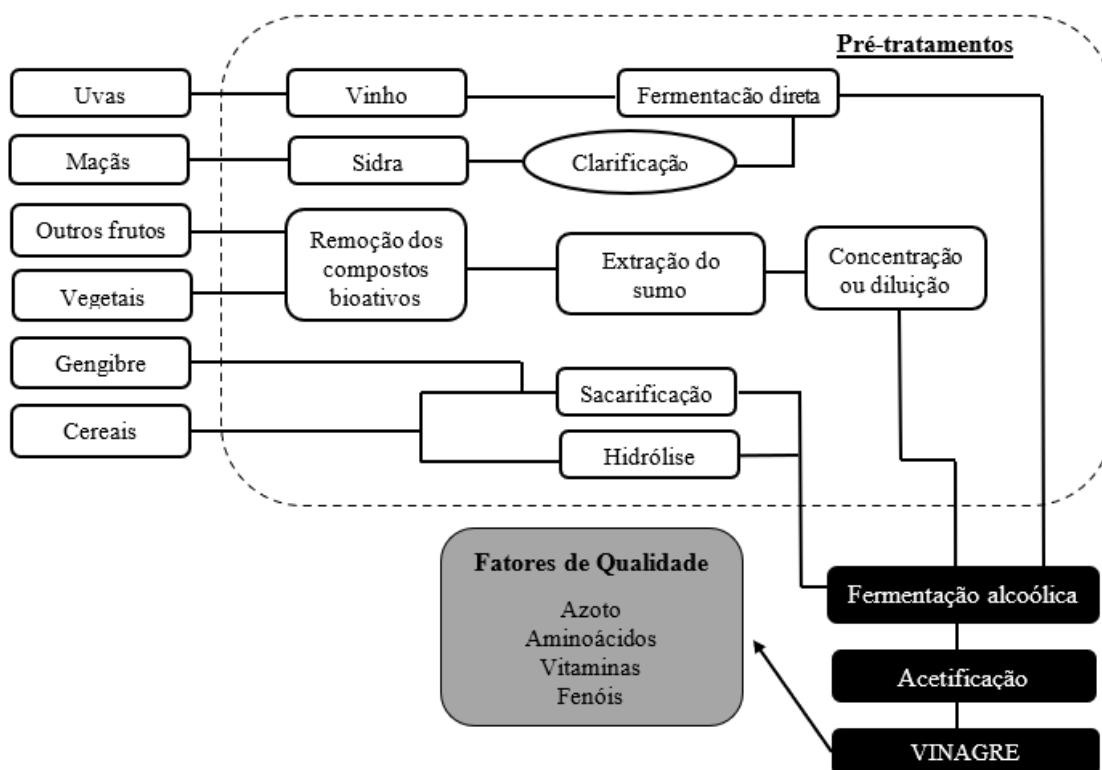 Pré-tratamentos
Uvas
Vinho
Fermentacão direta
Maçãs
Sidra
Clarificação
Outros frutos
Vegetais
Remoção dos
compostos
bioativos
Extração do
sumo
Concentração
ou diluição
Gengibre
Cereais
Sacarificação
Hidrólise
Fatores de Qualidade
Azoto
Aminoácidos
Vitaminas
Fenóis
Fermentação alcoólica
Acetificação
VINAGRE